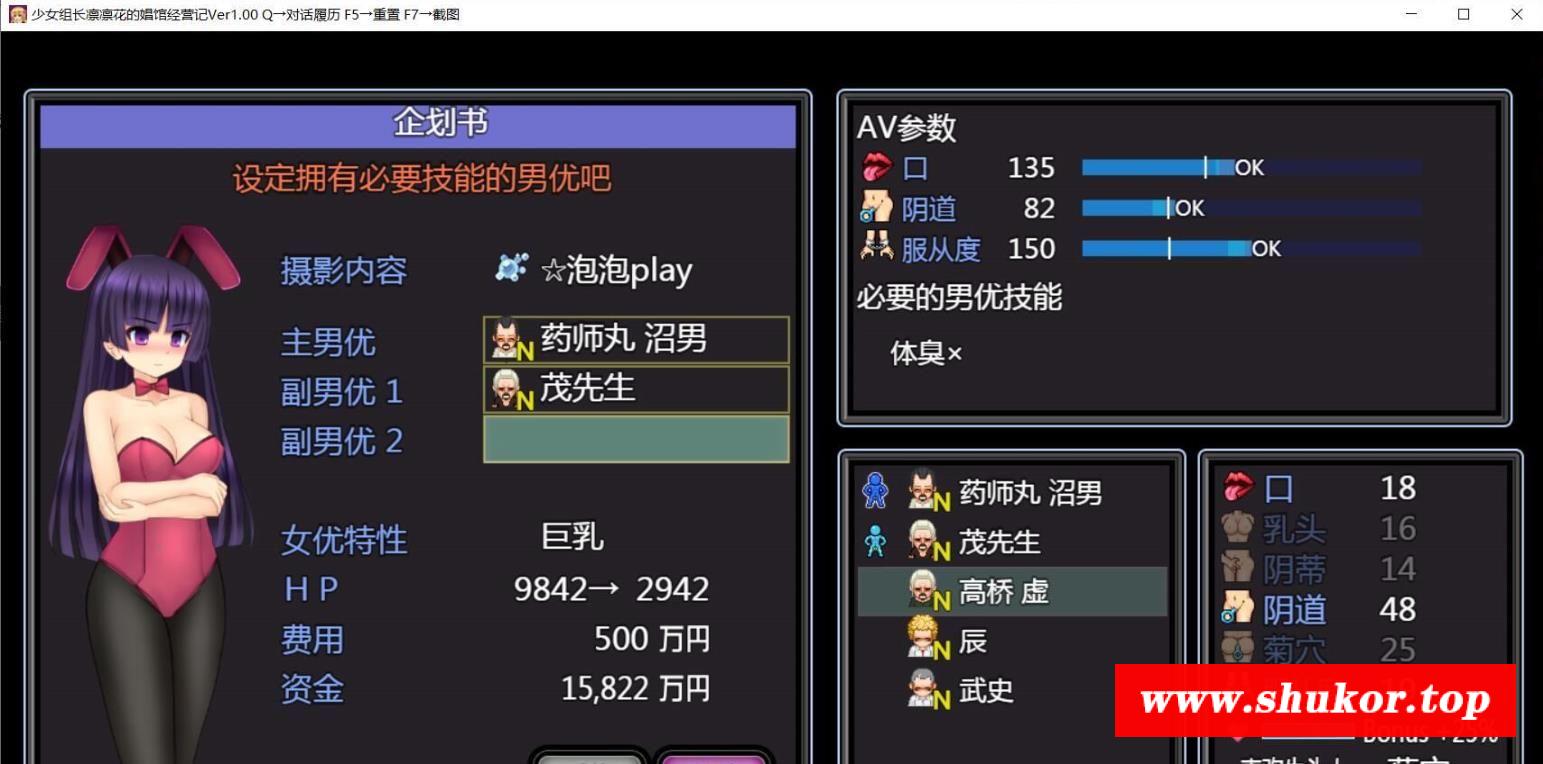 少女组长凛凛花的娼馆经营记Ver1.00 Q→对话履历 F5→重置 F7→截图
企划书
设定拥有必要技能的男优吧
摄影内容 ☆泡泡play
主男优 N 药师丸 沼男
副男优 1 N 茂先生
副男优 2
女优特性 巨乳
HP 9842→ 2942
费用 500 万円
资金 15,822 万円
AV参数
口 135 OK
阴道 82 OK
服从度 150 OK
必要的男优技能
体臭×
N 药师丸 沼男
N 茂先生
N 高桥 虚
N 辰
N 武史
口 18
乳头 16
阴蒂 14
阴道 48
菊穴 25
www.shukor.top
Bonus +25%